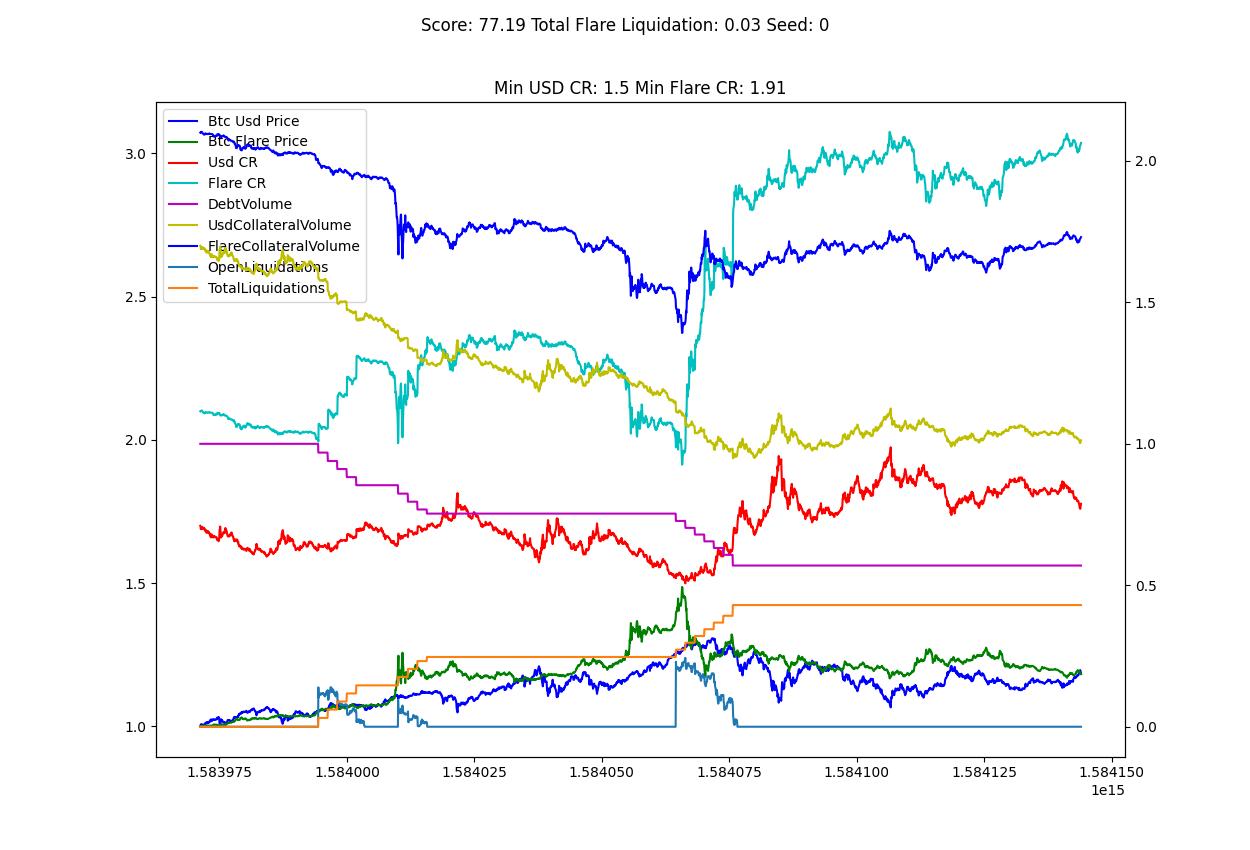 Score: 77.19 Total Flare Liquidation: 0.03 Seed: 0
Min USD CR: 1.5 Min Flare CR: 1.91
Btc Usd Price
Btc Flare Price
Usd CR
Flare CR
DebtVolume
UsdCollateralVolume
FlareCollateralVolume
OpenLiquidations
TotalLiquidations
3.0
2.5
2.0
1.5
1.0
2.0
1.5
1.0
0.5
0.0
1.583975 1.584000 1.584025 1.584050 1.584075 1.584100 1.584125 1.584150
1e15